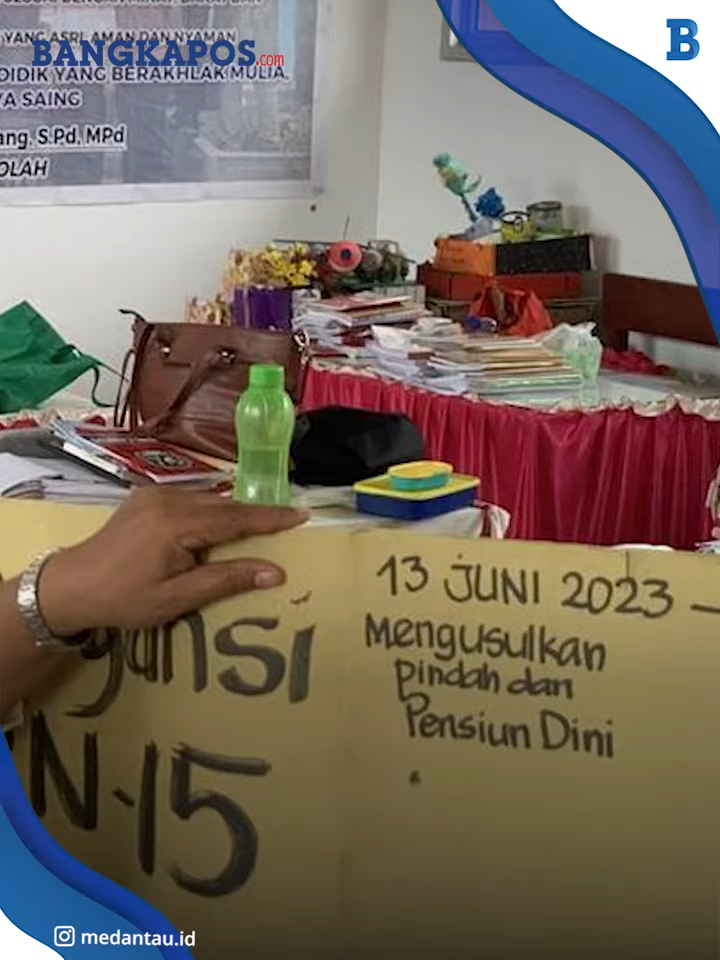 YANG ASRI, AMAN DAN NYAMAN
BANGKAPOS.com
DIDIK YANG BERAKHLAK MULIA,
YA SAING
ang, S.Pd, MPd
OLAH
B
13 JUNI 2023 –
Mengusulkan
Pindah dan
Pensiun Dini
N-15
medantau.id